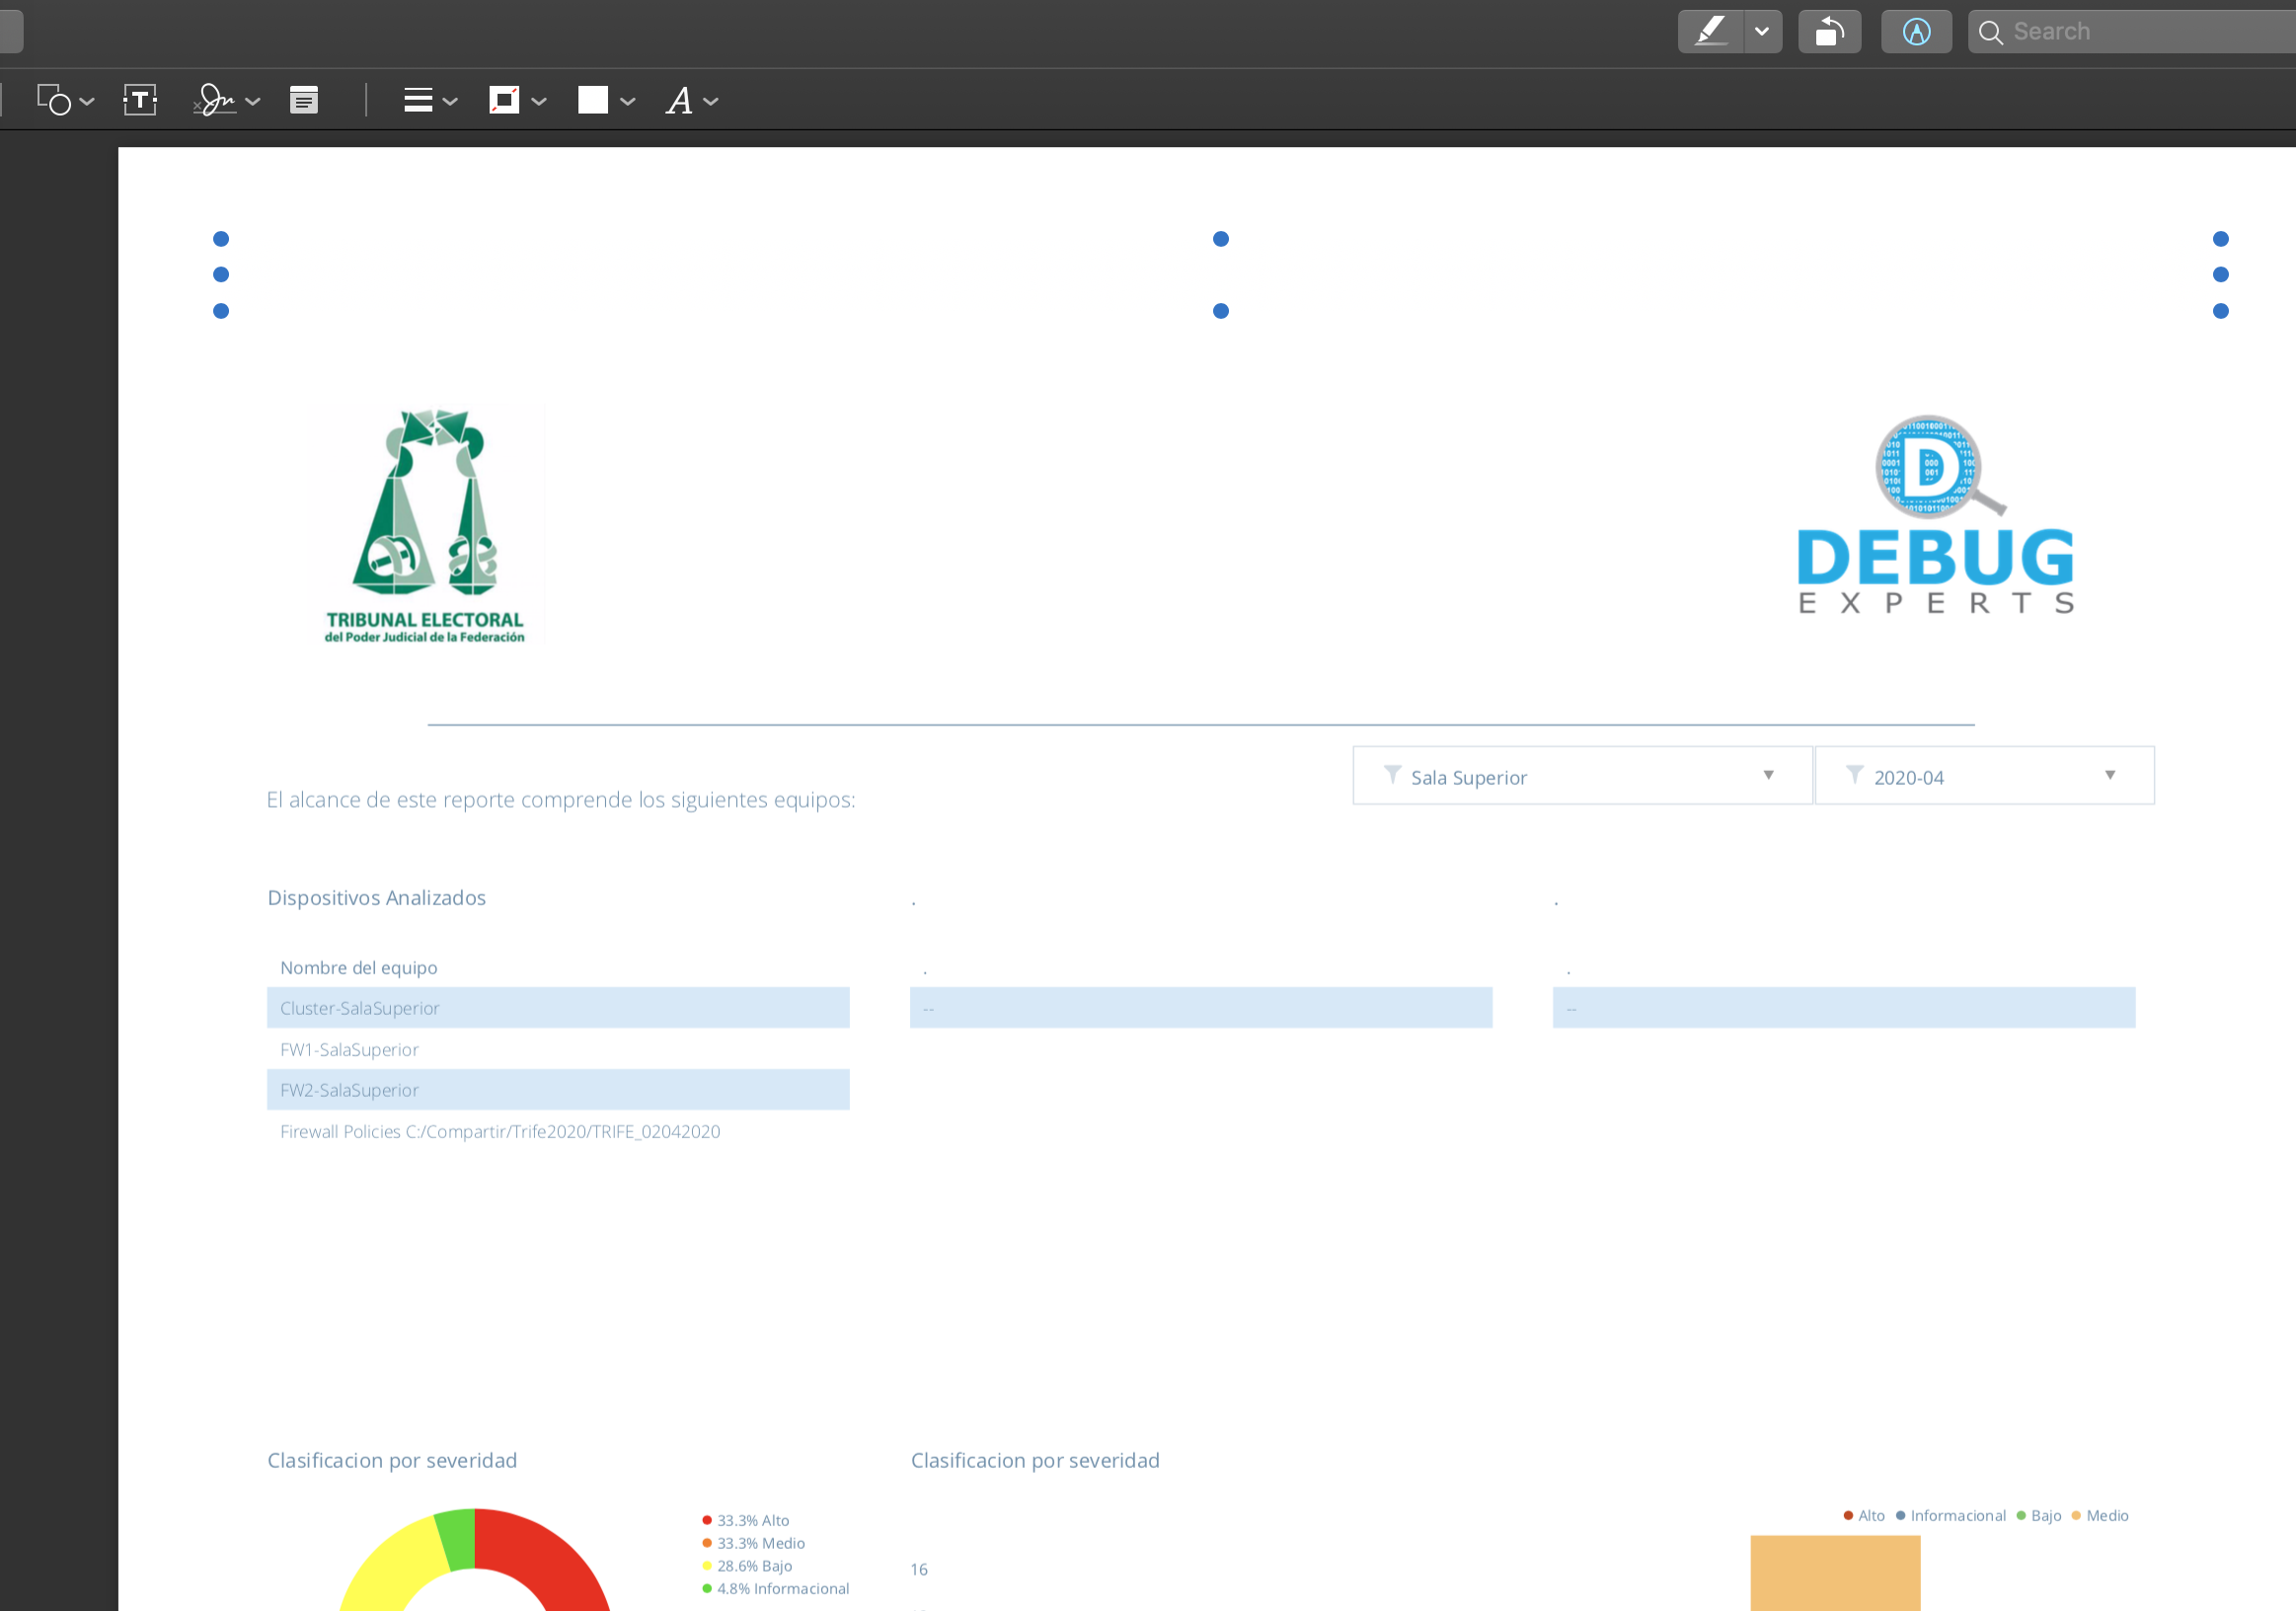 Search
T
A
TRIBUNAL ELECTORAL
del Poder Judicial de la Federación
D
DEBUG
EXPERTS
Sala Superior
2020-04
El alcance de este reporte comprende los siguientes equipos:
Dispositivos Analizados
.
.
Nombre del equipo
.
.
Cluster-SalaSuperior
--
--
FW1-SalaSuperior
FW2-SalaSuperior
Firewall Policies C:/Compartir/Trife2020/TRIFE_02042020
Clasificacion por severidad
Clasificacion por severidad
33.3% Alto
33.3% Medio
28.6% Bajo
4.8% Informacional
Alto Informacional Bajo Medio
16